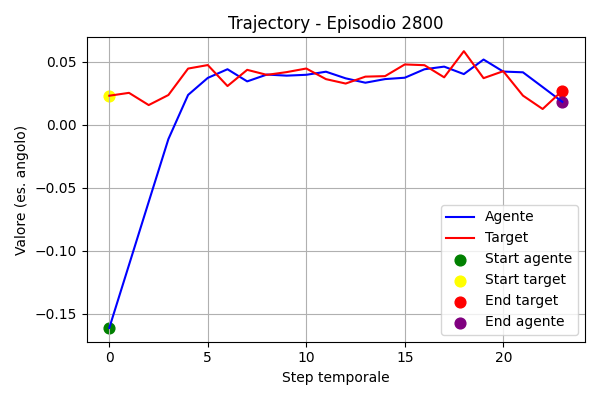 Trajectory - Episodio 2800
Valore (es. angolo)
0.05
0.00
−0.05
−0.10
−0.15
0
5
10
15
20
Step temporale
Agente
Target
Start agente
Start target
End target
End agente